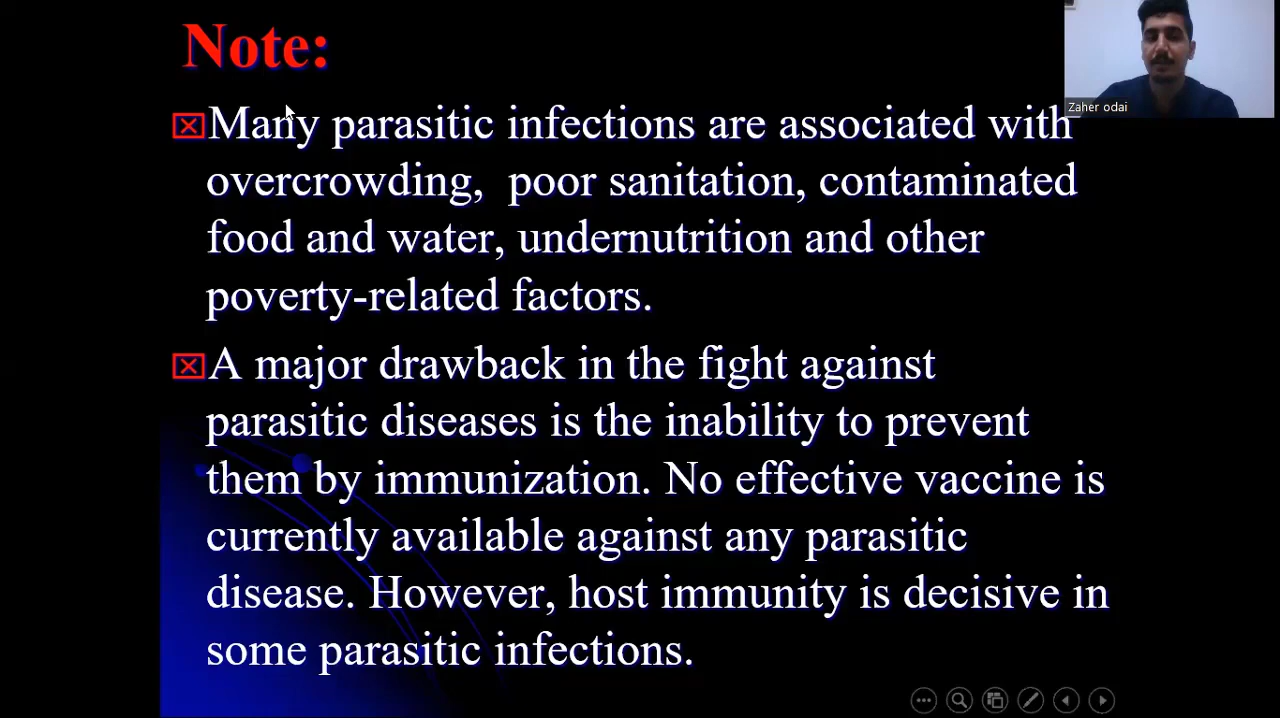 Note:
Zaher odai
Many parasitic infections are associated with
overcrowding,  poor sanitation, contaminated
food and water, undernutrition and other
poverty-related factors.
A major drawback in the fight against
parasitic diseases is the inability to prevent
them by immunization. No effective vaccine is
currently available against any parasitic
disease. However, host immunity is decisive in
some parasitic infections.